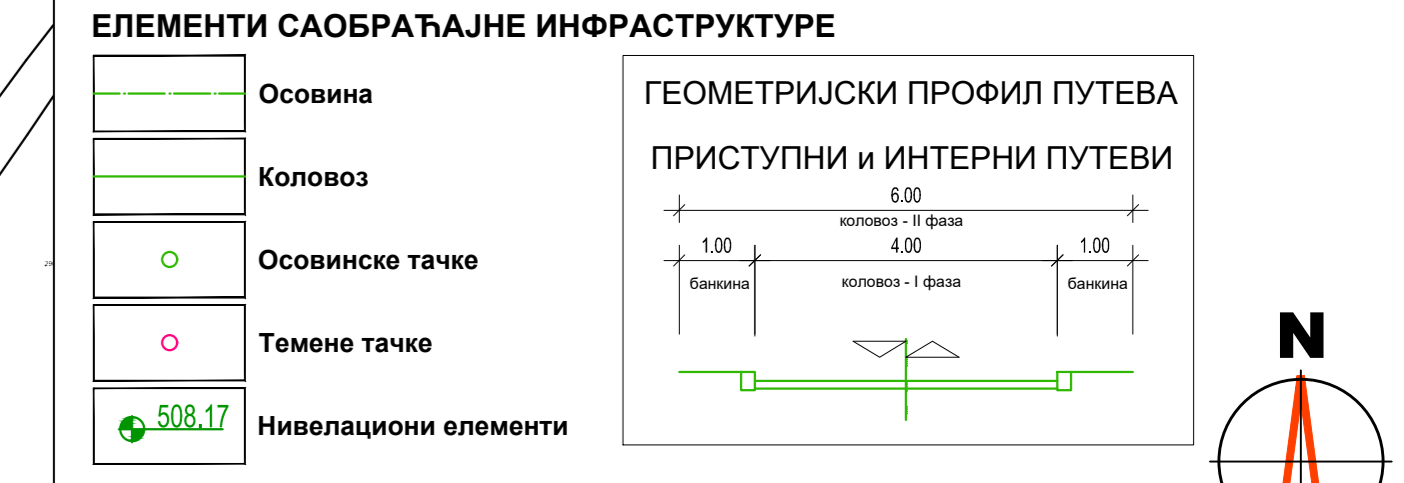 ЕЛЕМЕНТИ САОБРАЋАЈНЕ ИНФРАСТРУКТУРЕ
Осовина
Коловоз
Осовинске тачке
Темене тачке
508.17
Нивелациони елементи
ГЕОМЕТРИЈСКИ ПРОФИЛ ПУТЕВА
ПРИСТУПНИ и ИНТЕРНИ ПУТЕВИ
6.00
коловоз - II фаза
1.00 4.00 1.00
банкина коловоз - I фаза банкина
N